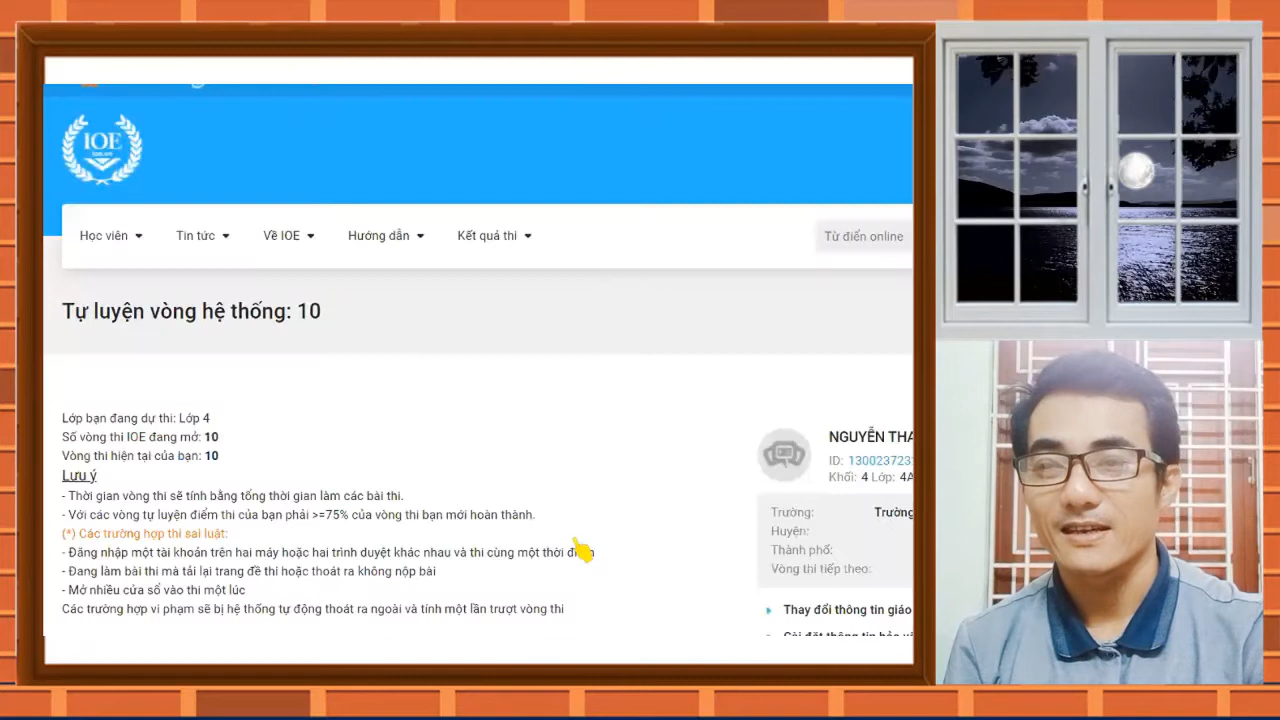 IOE
Học viên
Tin tức
Về IOE
Hướng dẫn
Kết quả thi
Từ điển online
Tự luyện vòng hệ thống: 10
Lớp bạn đang dự thi: Lớp 4
Số vòng thi IOE đang mở: 10
Vòng thi hiện tại của bạn: 10
Lưu ý
- Thời gian vòng thi sẽ tính bằng tổng thời gian làm các bài thi.
- Với các vòng tự luyện điểm thi của bạn phải >=75% của vòng thi bạn mới hoàn thành.
(*) Các trường hợp thi sai luật:
- Đăng nhập một tài khoản trên hai máy hoặc hai trình duyệt khác nhau và thi cùng một thời
- Đang làm bài thi mà tải lại trang đề thi hoặc thoát ra không nộp bài
- Mở nhiều cửa sổ vào thi một lúc
Các trường hợp vi phạm sẽ bị hệ thống tự động thoát ra ngoài và tính một lần trượt vòng thi
NGUYỄN THA
ID: 13002372
Khối: 4 Lớp: 4A
Trường: Trường
Huyện:
Thành phố:
Vòng thi tiếp theo:
Thay đổi thông tin giáo
Cài đặt thông tin bảo